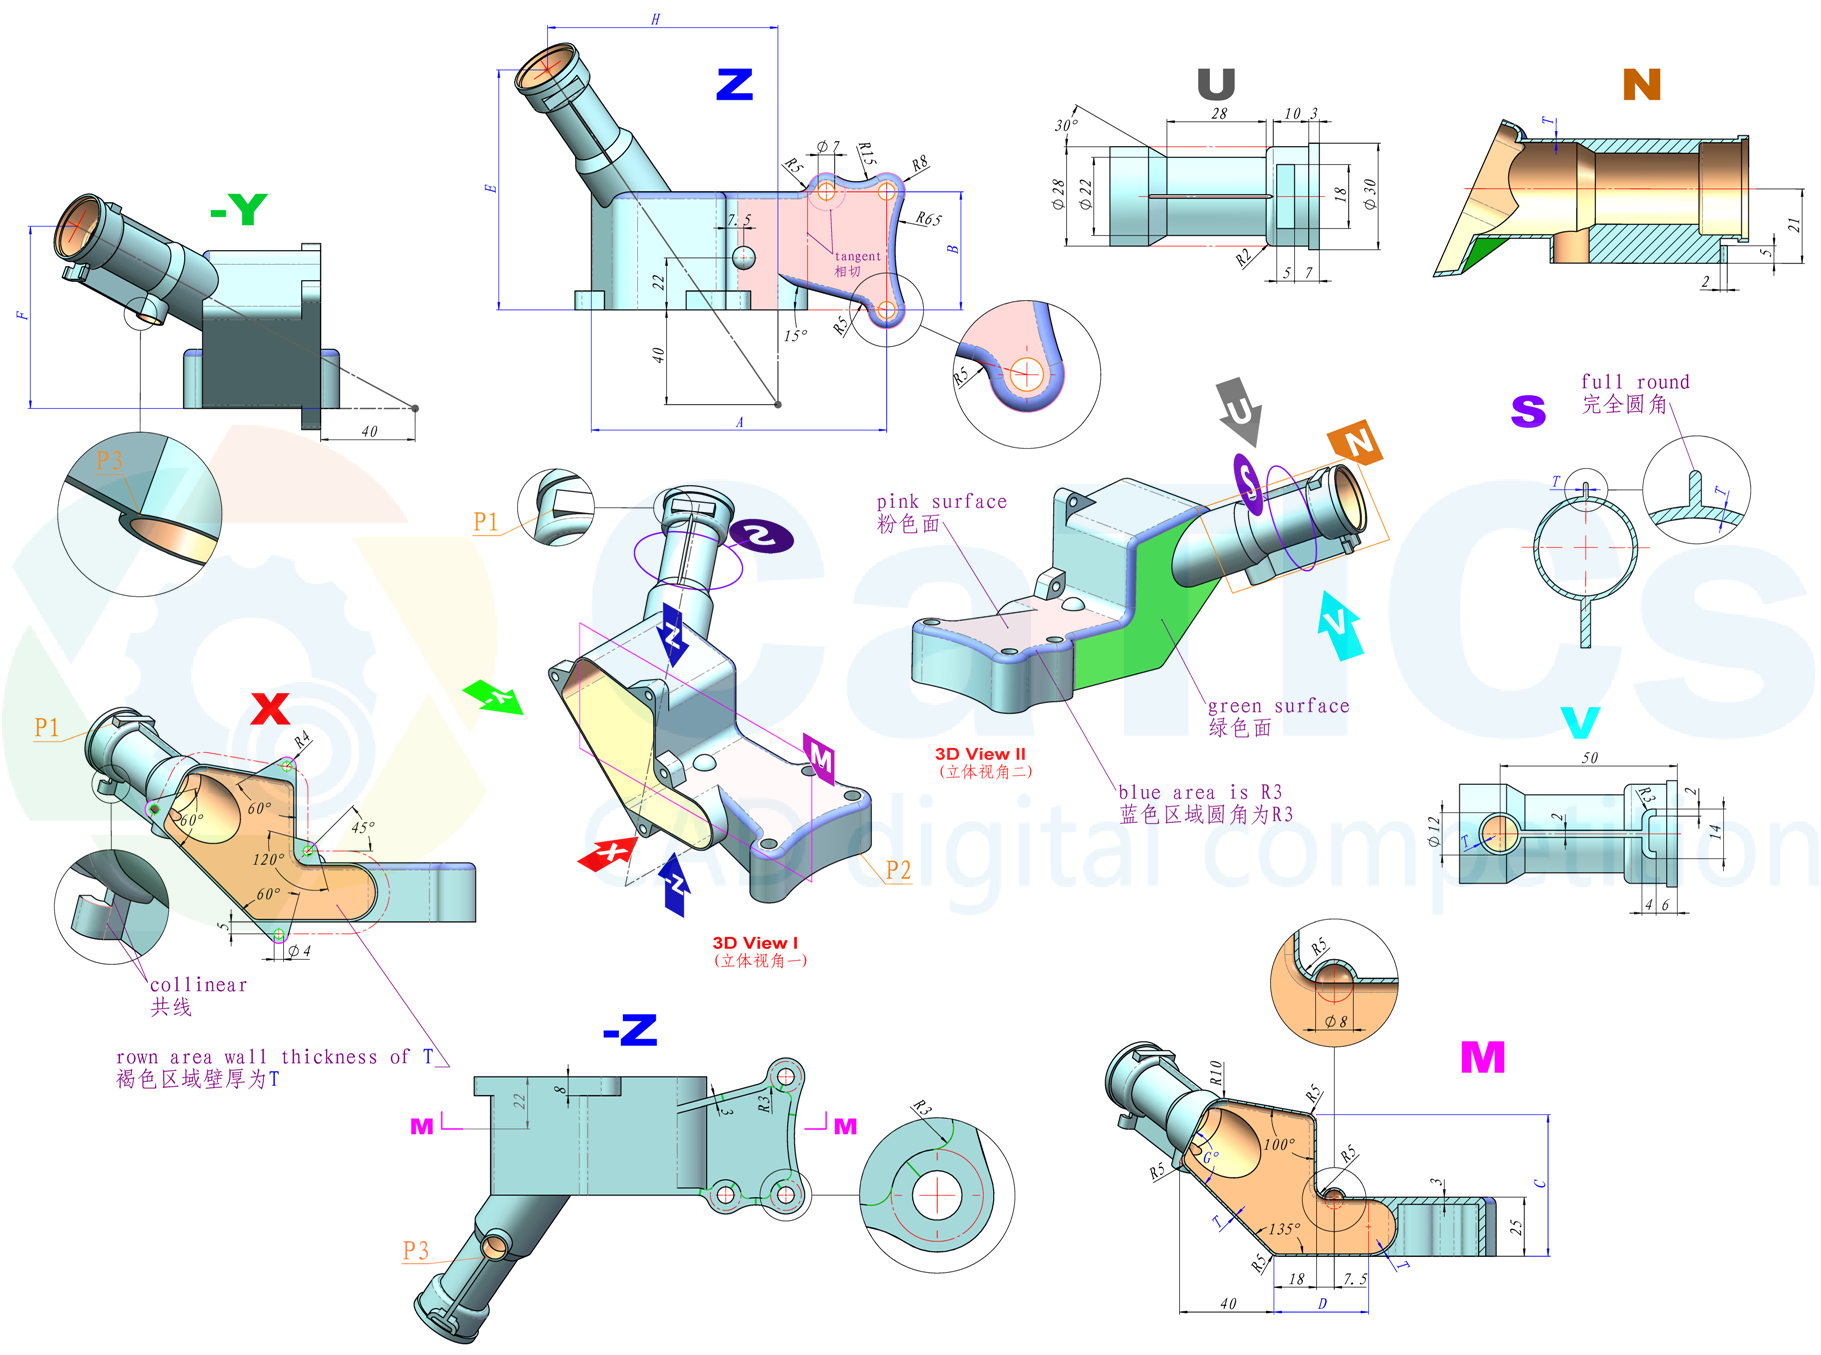 H
Z
E
Φ7
R5
R15
R8
R65
B
7.5
22
tangent
相切
15°
R5
40
A
R5
U
28
10
3
30°
Φ28
Φ22
18
Φ30
R2
5
7
N
T
21
5
2
-Y
F
40
P3
full round
完全圆角
S
T
T
P1
S
Z
-Y
M
X
-Z
P2
3D View I
(立体视角一)
U
N
S
V
pink surface
粉色面
green surface
绿色面
3D View II
(立体视角二)
blue area is R3
蓝色区域圆角为R3
CaTICs
CAD digital competition
V
50
2
R3
Φ12
T
2
14
4
6
X
P1
R4
60°
60°
45°
120°
60°
5
Φ4
collinear
共线
rown area wall thickness of T
褐色区域壁厚为T
-Z
22
8
3
R3
M
M
R3
P3
M
R5
Φ8
R10
R5
100°
R5
G°
R5
C
3
25
T
135°
R5
T
18
7.5
40
D